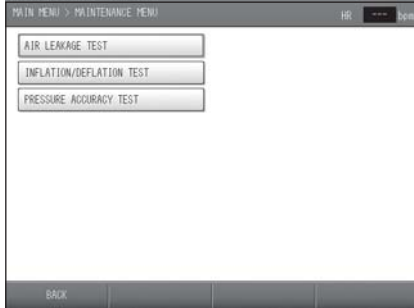 MAIN MENU > MAINTENANCE MENU HR --- bpm
AIR LEAKAGE TEST
INFLATION/DEFLATION TEST
PRESSURE ACCURACY TEST
BACK